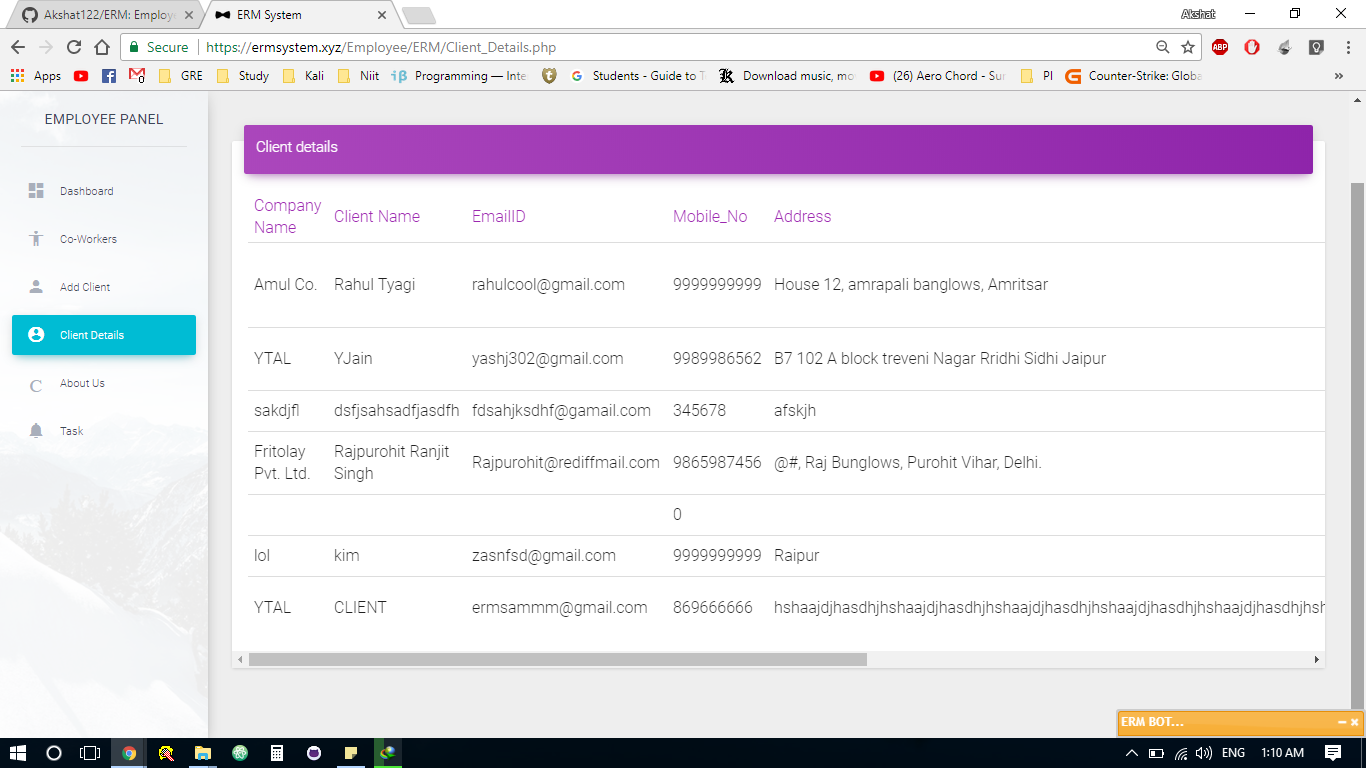 Akshat122/ERM: Employe
ERM System
Akshat
Secure
https://ermsystem.xyz/Employee/ERM/Client_Details.php
ABP
Apps
GRE
Study
Kali
Niit
Programming — Inte
Students - Guide to T
Download music, mo
(26) Aero Chord - Sur
PI
Counter-Strike: Globa
EMPLOYEE PANEL
Dashboard
Co-Workers
Add Client
Client Details
C About Us
Task
Client details
Company Name Client Name EmailID Mobile_No Address
Amul Co. Rahul Tyagi rahulcool@gmail.com 9999999999 House 12, amrapali banglows, Amritsar
YTAL YJain yashj302@gmail.com 9989986562 B7 102 A block treveni Nagar Rridhi Sidhi Jaipur
sakdjfl dsfjsahsadfjasdfh fdsahjksdhf@gamail.com 345678 afskjh
Fritolay Pvt. Ltd. Rajpurohit Ranjit Singh Rajpurohit@rediffmail.com 9865987456 @#, Raj Bunglows, Purohit Vihar, Delhi.
0
lol kim zasnfsd@gmail.com 9999999999 Raipur
YTAL CLIENT ermsammm@gmail.com 869666666 hshaajdjhasdhjhshaajdjhasdhjhshaajdjhasdhjhshaajdjhasdhjhshaajdjhasdhjhsh
ERM BOT...
ENG
1:10 AM